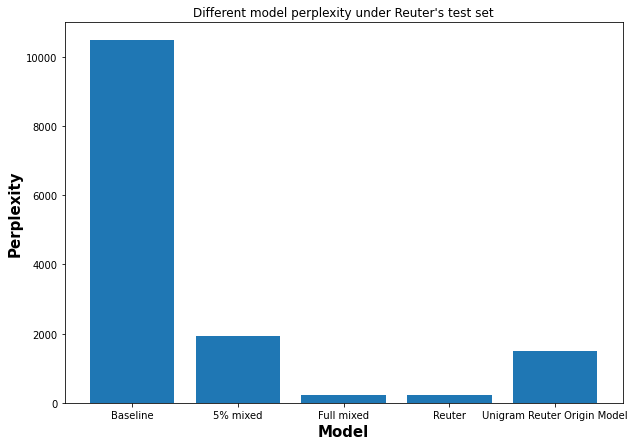 Different model perplexity under Reuter's test set
10000
8000
6000
4000
2000
0
Perplexity
Baseline
5% mixed
Full mixed
Reuter
Unigram Reuter Origin Model
Model